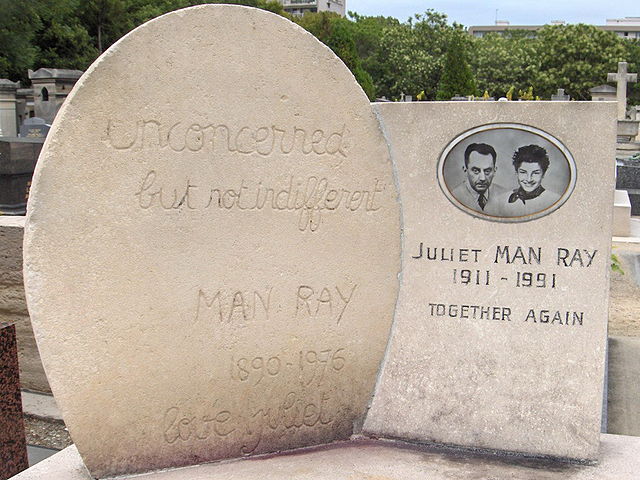 unconcerned
but not indifferent
MAN RAY
1890-1976
love juliet
JULIET MAN RAY
1911 - 1991
TOGETHER AGAIN